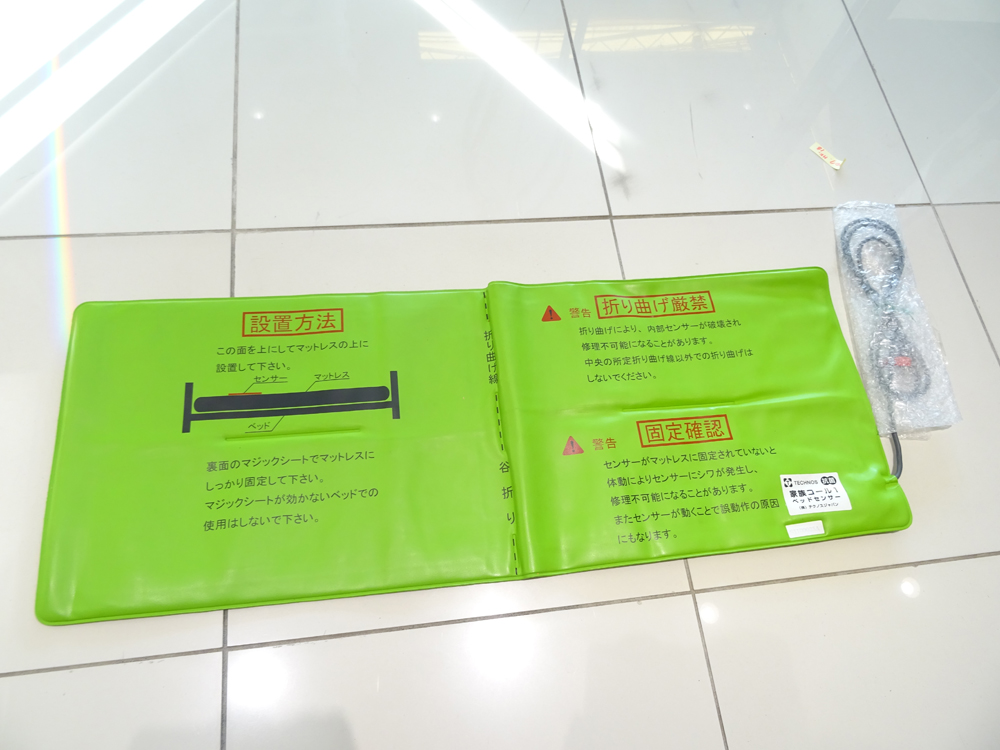 設置方法
この面を上にしてマットレスの上に
設置して下さい。
センサー
マットレス
ベッド
裏面のマジックシートでマットレスに
しっかり固定して下さい。
マジックシートが効かないベッドでの
使用はしないで下さい。
折り曲げ線
谷折り
警告 折り曲げ厳禁
折り曲げにより、内部センサーが破壊され
修理不可能になることがあります。
中央の所定折り曲げ線以外での折り曲げは
しないでください。
警告 固定確認
センサーがマットレスに固定されていないと
体動によりセンサーにシワが発生し、
修理不可能になることがあります。
またセンサーが動くことで誤動作の原因
にもなります。
TECHNOS 抗菌
家族コール1
ベッドセンサー
(株)テクノスジャパン